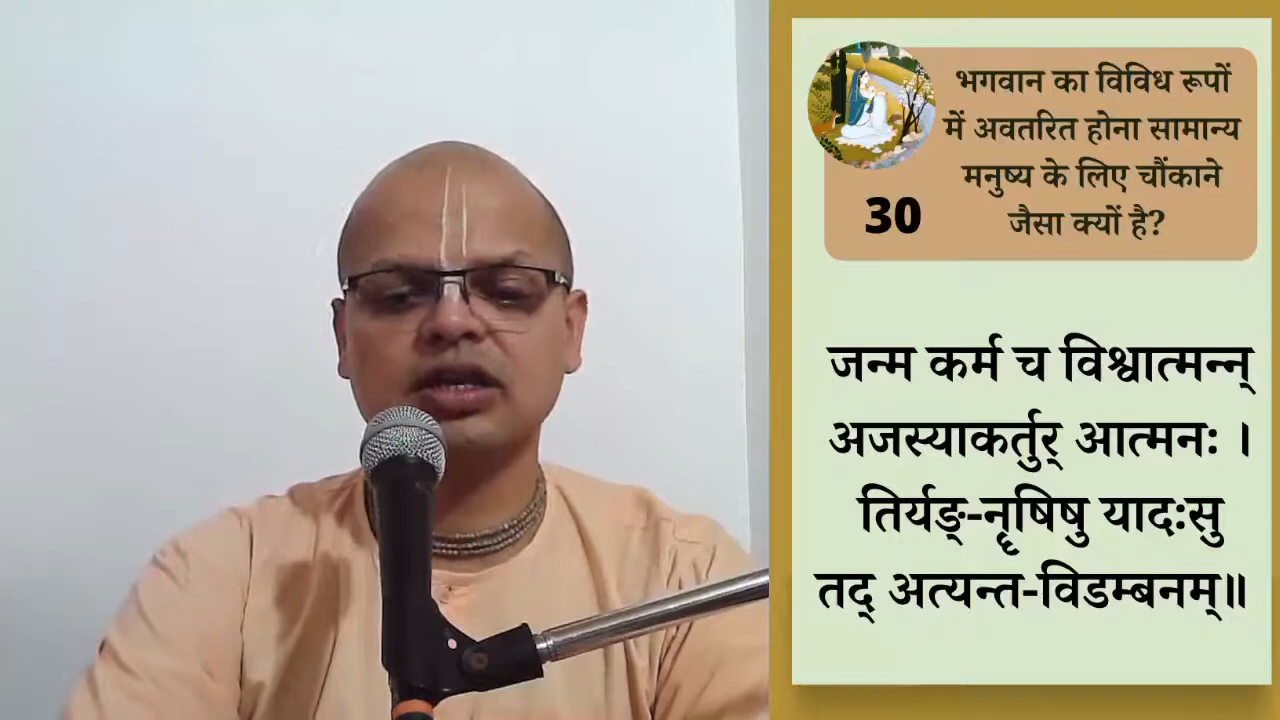 भगवान का विविध रूपों
में अवतरित होना सामान्य
मनुष्य के लिए चौंकाने
जैसा क्यों है?
30
जन्म कर्म च विश्वात्मन्न्
अजस्याकर्तुर् आत्मनः ।
तिर्यङ्-नॄषिषु यादःसु
तद् अत्यन्त-विडम्बनम्॥